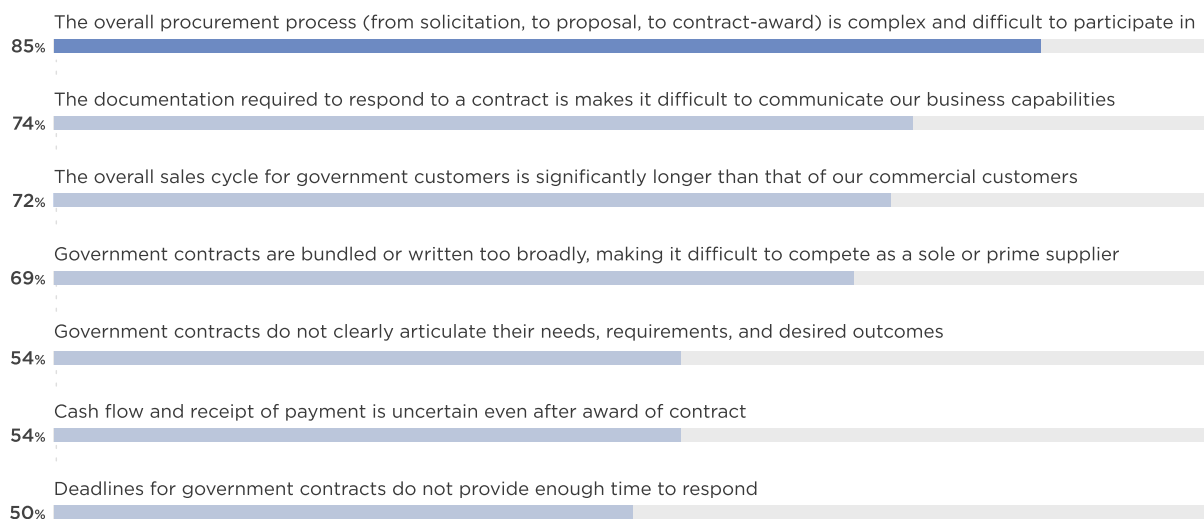 The overall procurement process (from solicitation, to proposal, to contract-award) is complex and difficult to participate in
85%
The documentation required to respond to a contract is makes it difficult to communicate our business capabilities
74%
The overall sales cycle for government customers is significantly longer than that of our commercial customers
72%
Government contracts are bundled or written too broadly, making it difficult to compete as a sole or prime supplier
69%
Government contracts do not clearly articulate their needs, requirements, and desired outcomes
54%
Cash flow and receipt of payment is uncertain even after award of contract
54%
Deadlines for government contracts do not provide enough time to respond
50%